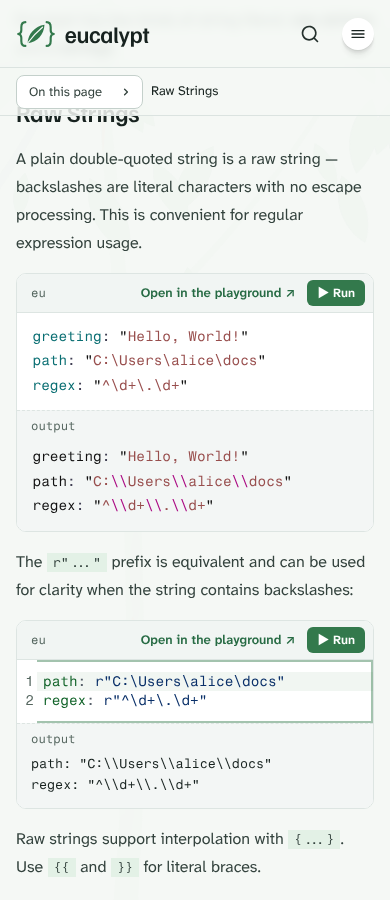 eucalypt
On this page
Raw Strings
Raw Strings
A plain double-quoted string is a raw string —
backslashes are literal characters with no escape
processing. This is convenient for regular
expression usage.
eu
Open in the playground ↗
▶ Run
greeting: "Hello, World!"
path: "C:\Users\alice\docs"
regex: "^\d+\.\d+"
output
greeting: "Hello, World!"
path: "C:\\Users\\alice\\docs"
regex: "^\\d+\\.\\d+"
The r"..." prefix is equivalent and can be used
for clarity when the string contains backslashes:
eu
Open in the playground ↗
▶ Run
1 path: r"C:\Users\alice\docs"
2 regex: r"^\d+\.\d+"
output
path: "C:\\Users\\alice\\docs"
regex: "^\\d+\\.\\d+"
Raw strings support interpolation with {...}.
Use {{ and }} for literal braces.